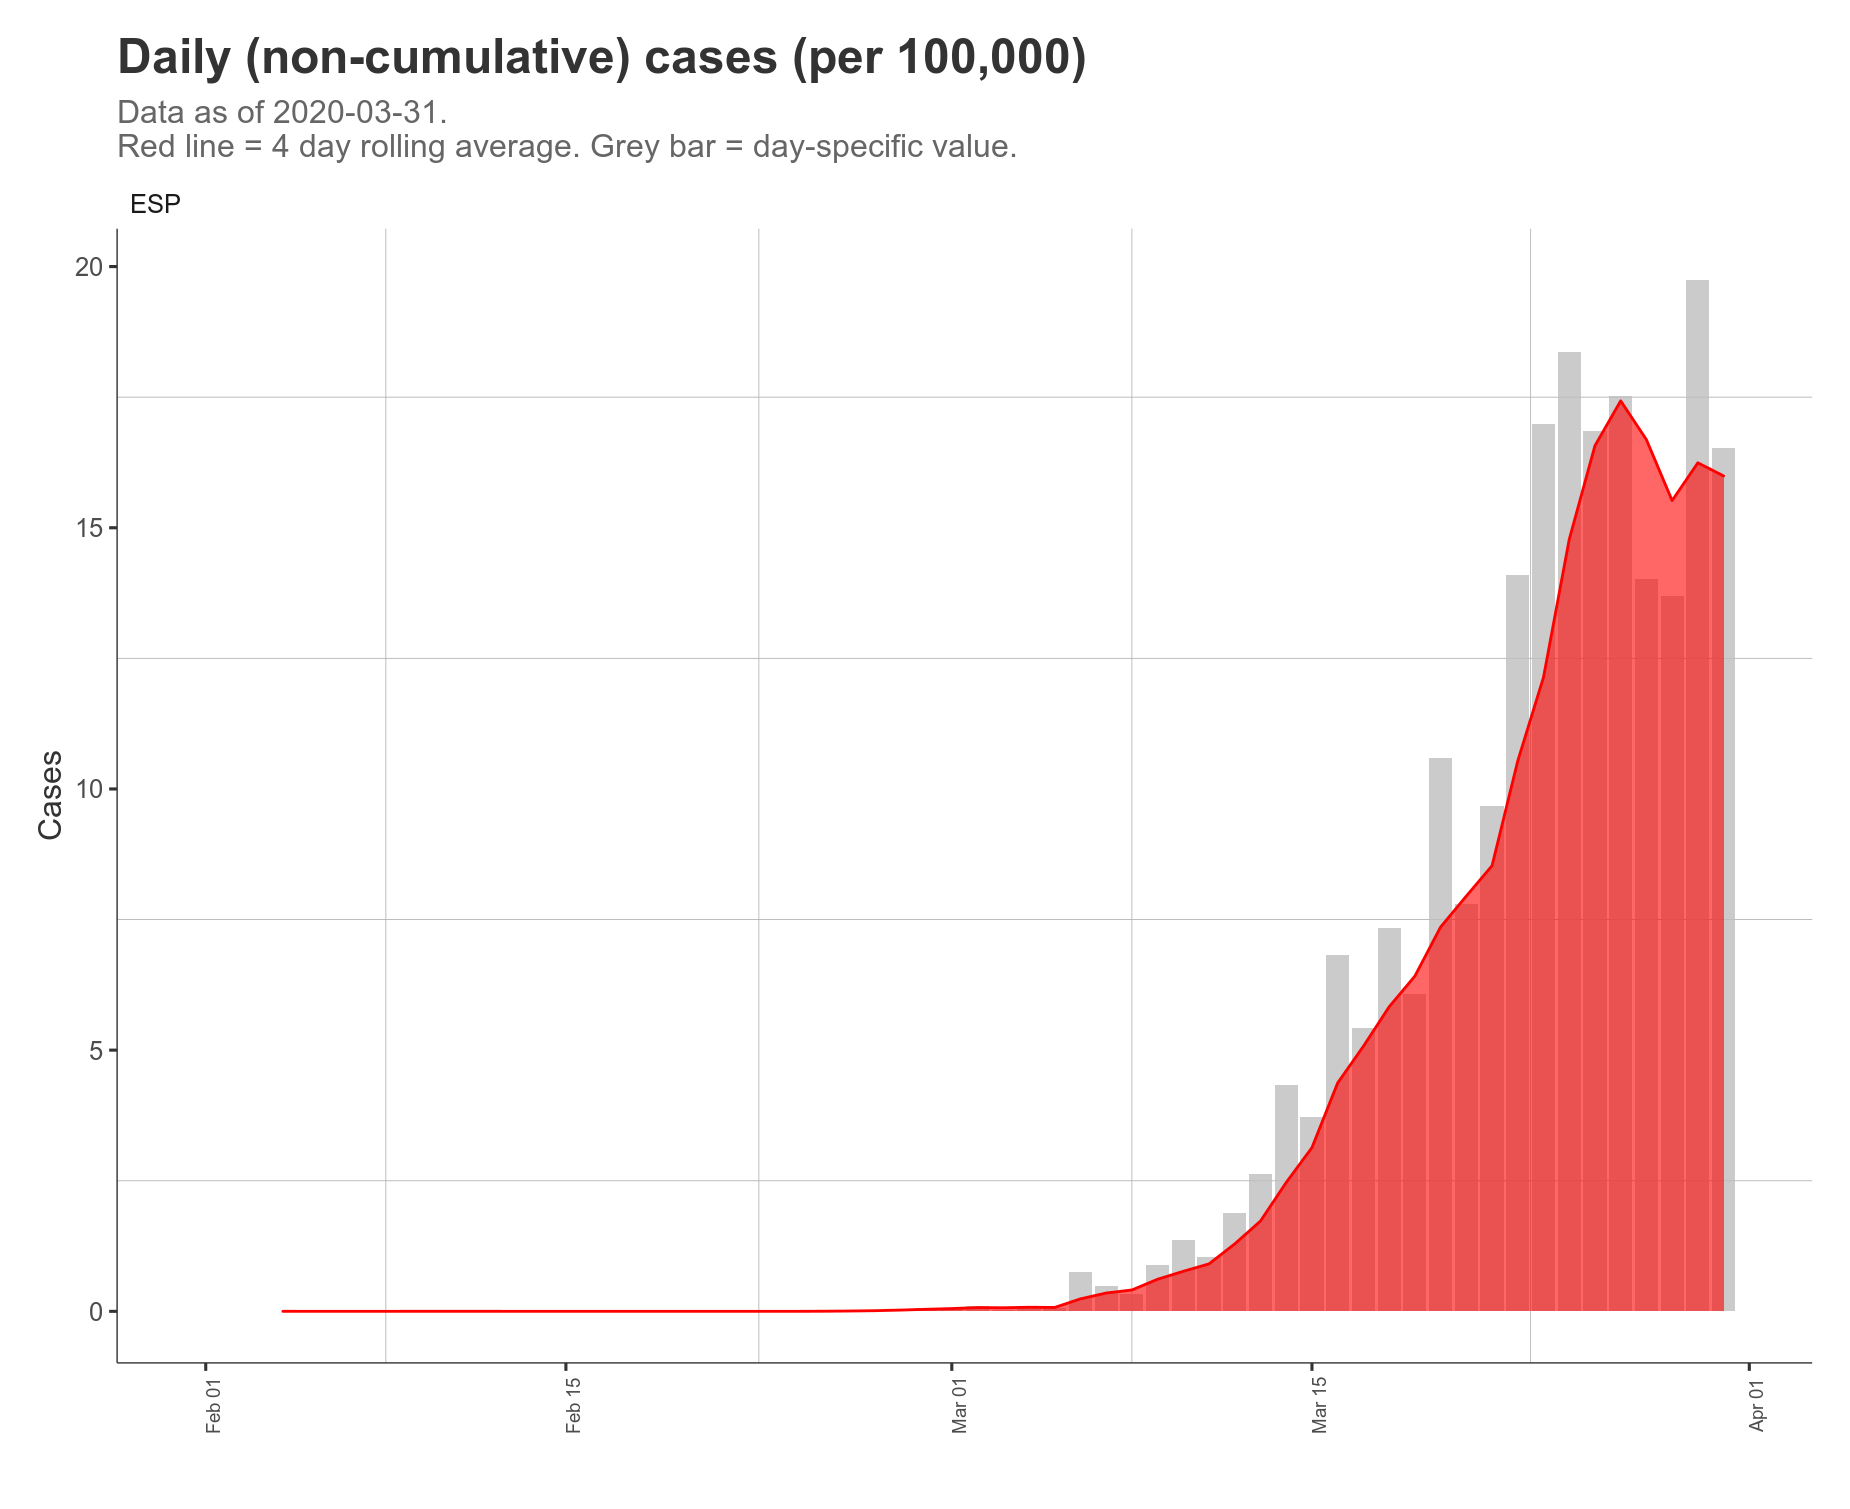 Daily (non-cumulative) cases (per 100,000)
Data as of 2020-03-31.
Red line = 4 day rolling average. Grey bar = day-specific value.
ESP
20
15
10
5
0
Cases
Feb 01
Feb 15
Mar 01
Mar 15
Apr 01